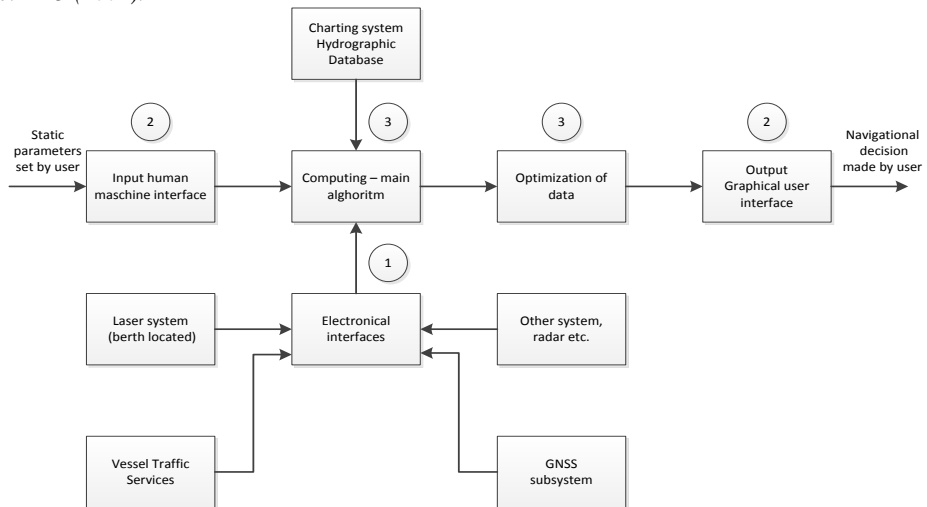 Charting system
Hydrographic
Database
2
3
3
2
Static
parameters
set by user
Input human
maschine interface
Computing – main
alghoritm
Optimization of
data
Output
Graphical user
interface
Navigational
decision
made by user
1
Laser system
(berth located)
Electronical
interfaces
Other system,
radar etc.
Vessel Traffic
Services
GNSS
subsystem